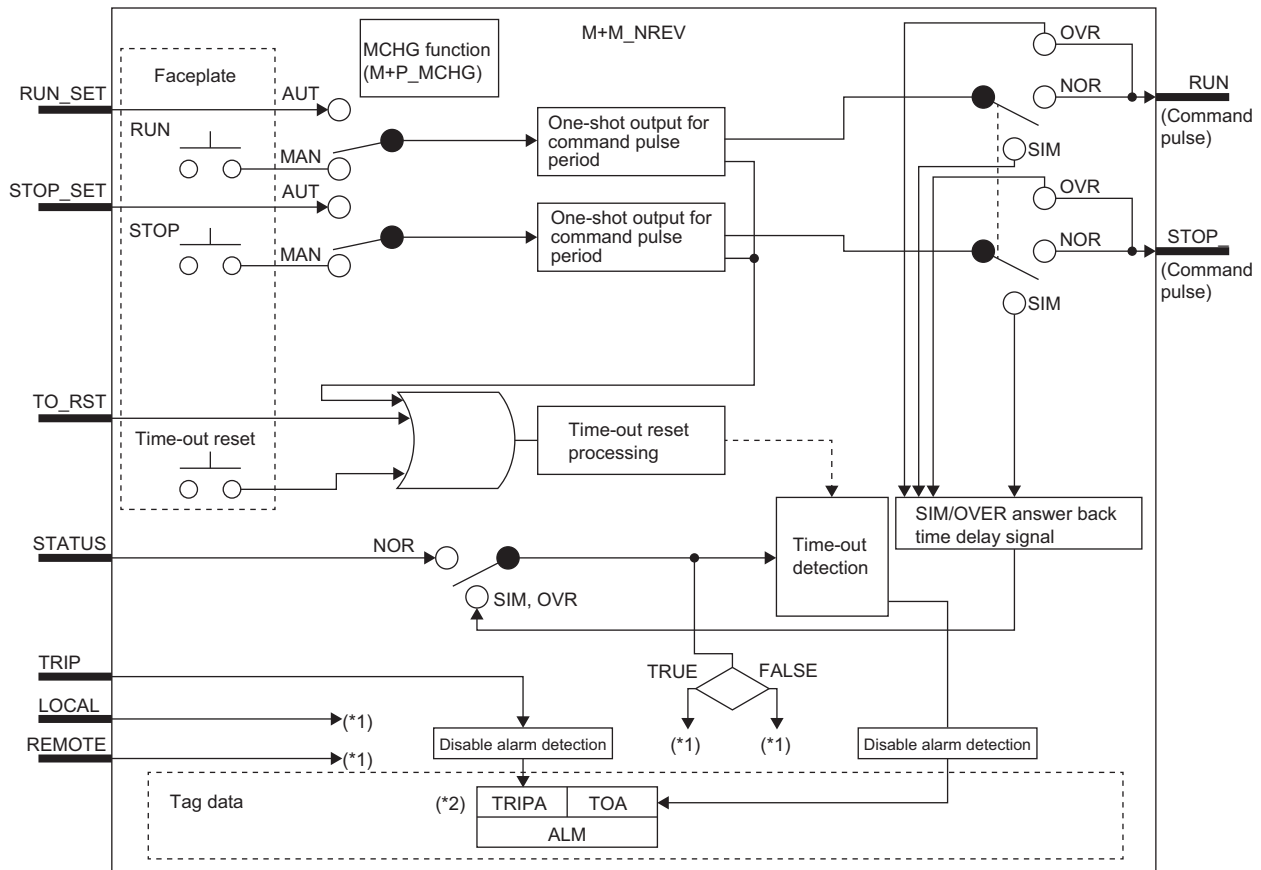 M+M_NREV
MCHG function
(M+P_MCHG)
Faceplate
RUN_SET
AUT
RUN
MAN
STOP_SET
AUT
STOP
MAN
One-shot output for
command pulse
period
One-shot output for
command pulse
period
OVR
NOR
SIM
OVR
NOR
SIM
RUN
(Command
pulse)
STOP_
(Command
pulse)
TO_RST
Time-out reset
Time-out reset
processing
STATUS
NOR
SIM, OVR
Time-out
detection
SIM/OVER answer back
time delay signal
TRIP
LOCAL
(*1)
REMOTE
(*1)
TRUE
FALSE
(*1)
(*1)
Disable alarm detection
Disable alarm detection
Tag data
(*2)
TRIPA
TOA
ALM